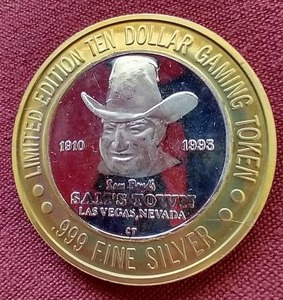 LIMITED EDITION TEN DOLLAR GAMING TOKEN
1910 1993
Sam Boyd's
SAM'S TOWN
LAS VEGAS, NEVADA
CT
.999 FINE SILVER